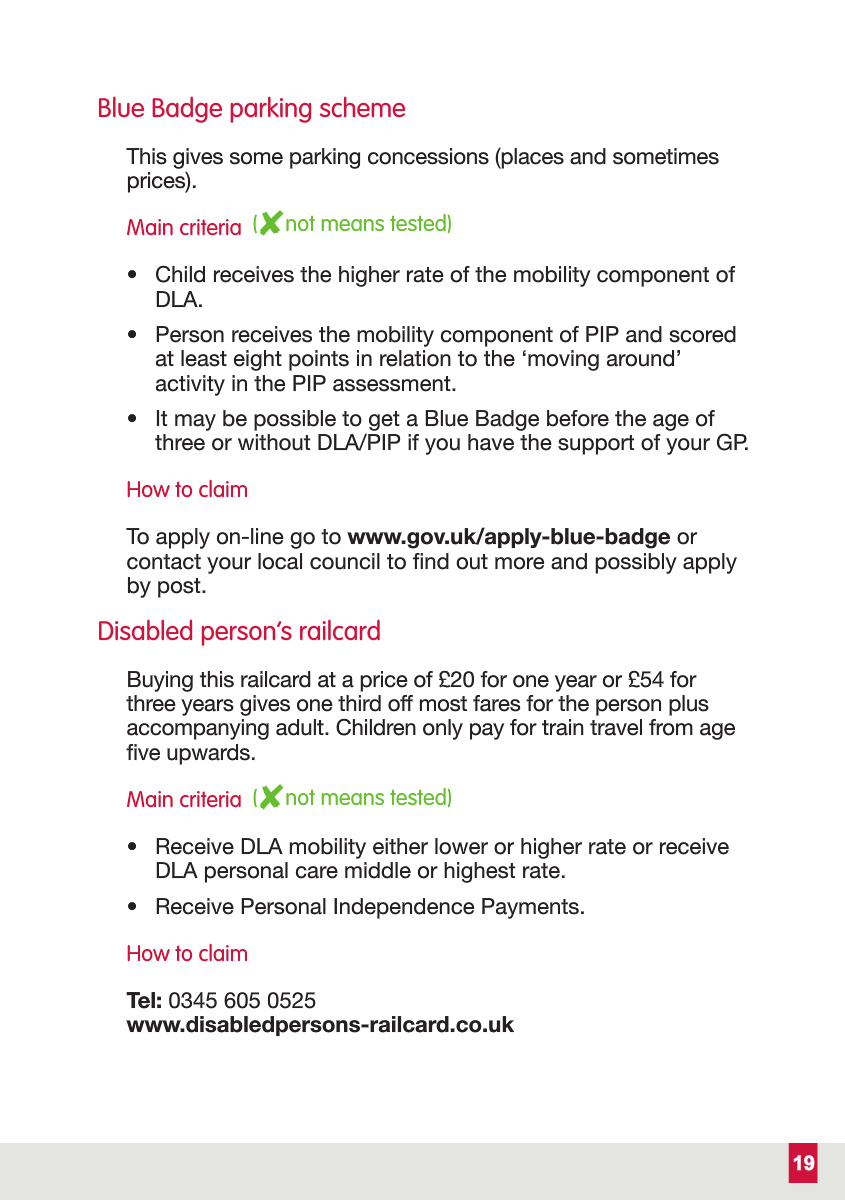 Blue Badge parking scheme
This gives some parking concessions (places and sometimes
prices).
Main criteria (✘not means tested)
• Child receives the higher rate of the mobility component of
DLA.
• Person receives the mobility component of PIP and scored
at least eight points in relation to the ‘moving around’
activity in the PIP assessment.
• It may be possible to get a Blue Badge before the age of
three or without DLA/PIP if you have the support of your GP.
How to claim
To apply on-line go to www.gov.uk/apply-blue-badge or
contact your local council to find out more and possibly apply
by post.
Disabled person’s railcard
Buying this railcard at a price of £20 for one year or £54 for
three years gives one third off most fares for the person plus
accompanying adult. Children only pay for train travel from age
five upwards.
Main criteria (✘not means tested)
• Receive DLA mobility either lower or higher rate or receive
DLA personal care middle or highest rate.
• Receive Personal Independence Payments.
How to claim
Tel: 0345 605 0525
www.disabledpersons-railcard.co.uk
19